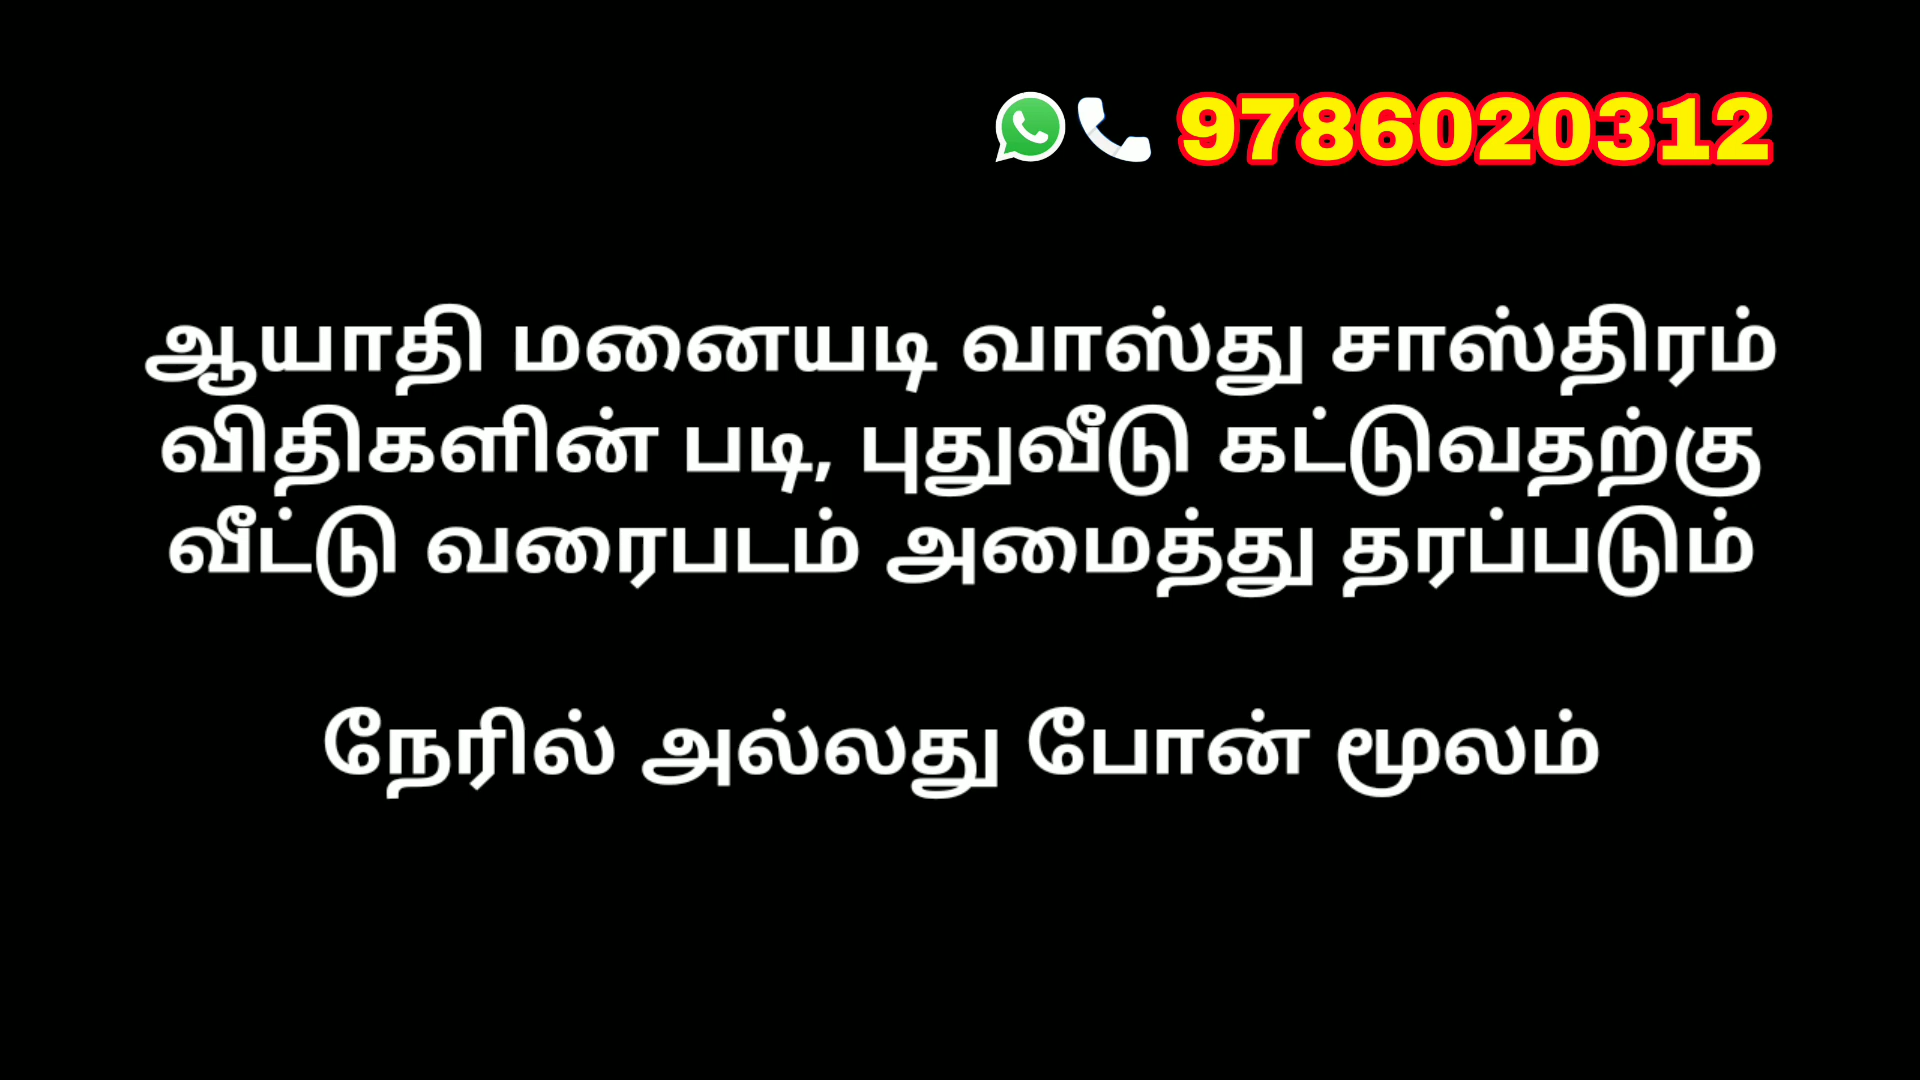 9786020312
ஆயாதி மனையடி வாஸ்து சாஸ்திரம்
விதிகளின் படி, புதுவீடு கட்டுவதற்கு
வீட்டு வரைபடம் அமைத்து தரப்படும்
நேரில் அல்லது போன் மூலம்